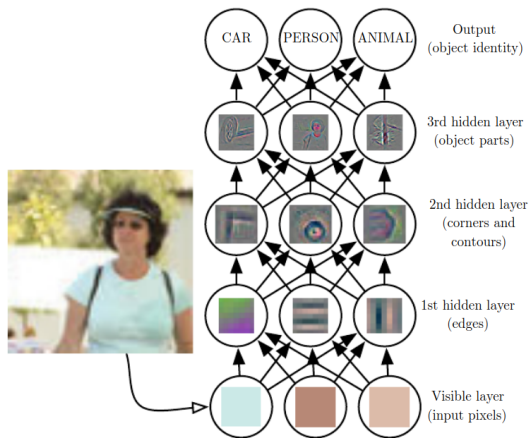 CAR
PERSON
ANIMAL
Output
(object identity)
3rd hidden layer
(object parts)
2nd hidden layer
(corners and
contours)
1st hidden layer
(edges)
Visible layer
(input pixels)